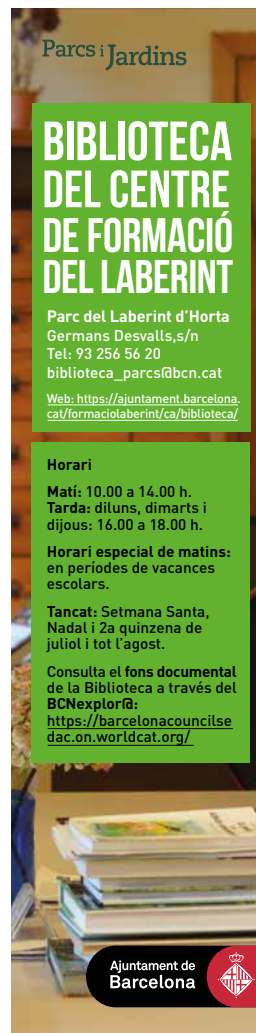 Parcs i Jardins
BIBLIOTECA
DEL CENTRE
DE FORMACIÓ
DEL LABERINT
Parc del Laberint d'Horta
Germans Desvalls,s/n
Tel: 93 256 56 20
biblioteca_parcs@bcn.cat
Web: https://ajuntament.barcelona.
cat/formaciolaberint/ca/biblioteca/
Horari
Matí: 10.00 a 14.00 h.
Tarda: dilluns, dimarts i
dijous: 16.00 a 18.00 h.
Horari especial de matins:
en períodes de vacances
escolars.
Tancat: Setmana Santa,
Nadal i 2a quinzena de
juliol i tot l'agost.
Consulta el fons documental
de la Biblioteca a través del
BCNexplor@:
https://barcelonacouncilse
dac.on.worldcat.org/
Ajuntament de
Barcelona